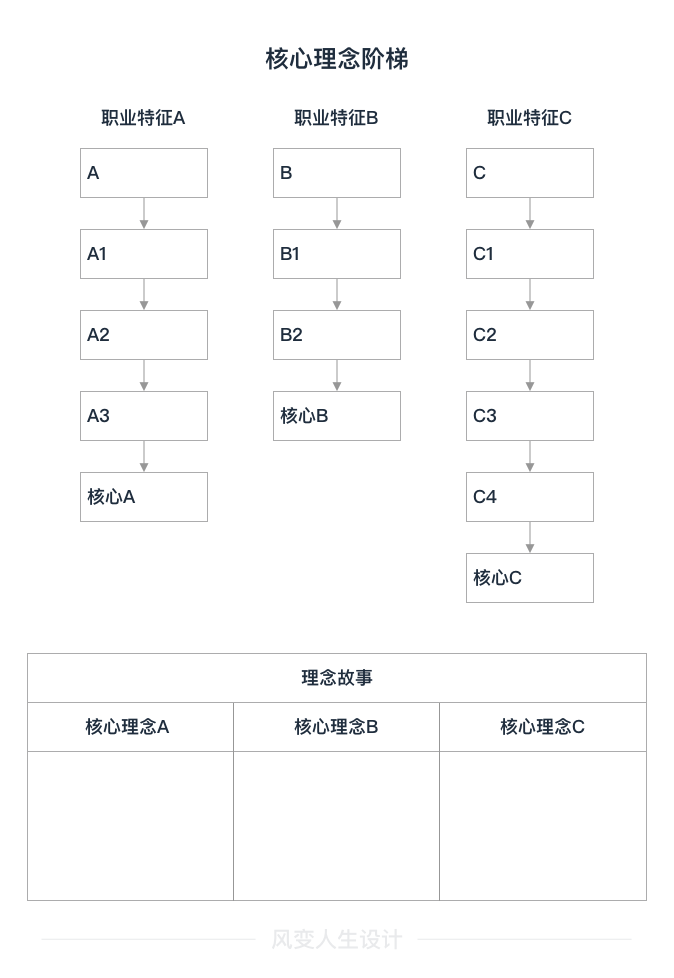 核心理念阶梯
职业特征A 职业特征B 职业特征C
A B C
A1 B1 C1
A2 B2 C2
A3 核心B C3
核心A C4
核心C
理念故事
核心理念A 核心理念B 核心理念C
风变人生设计